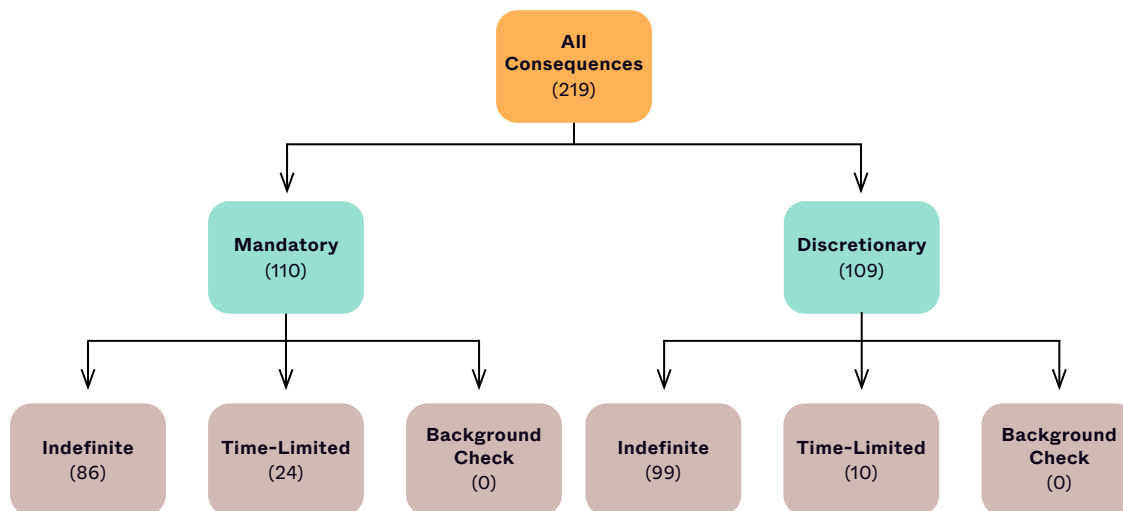 All
Consequences
(219)
Mandatory
(110)
Discretionary
(109)
Indefinite
(86)
Time-Limited
(24)
Background
Check
(0)
Indefinite
(99)
Time-Limited
(10)
Background
Check
(0)